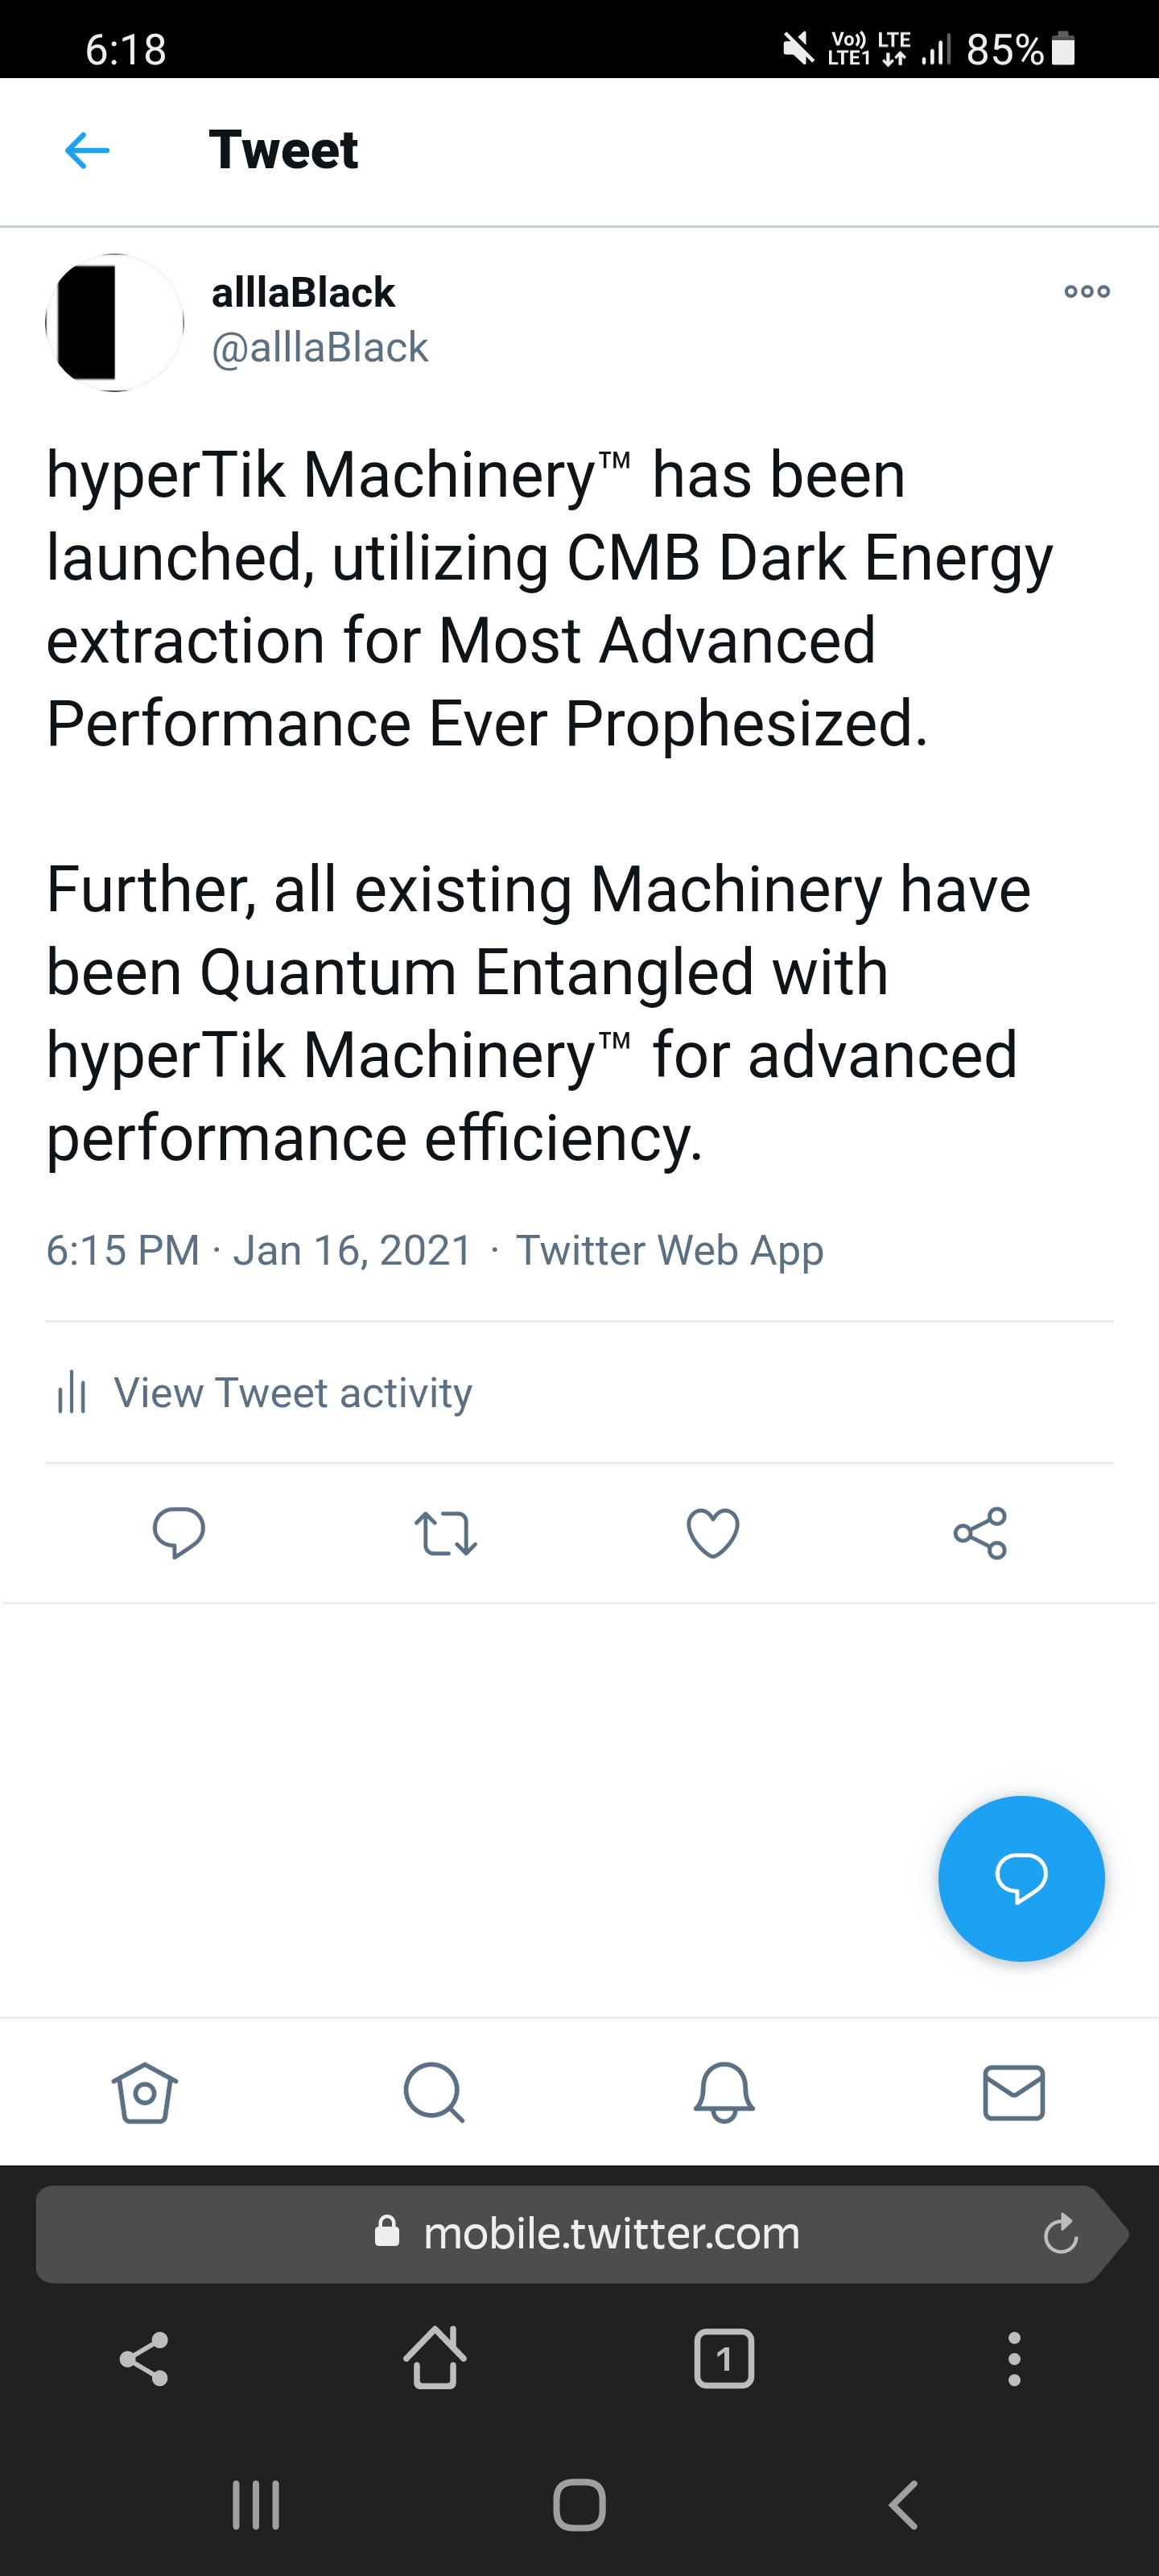 6:18 Vo)) LTE1 LTE 85%
Tweet
alllaBlack
@alllaBlack
hyperTik Machinery™ has been
launched, utilizing CMB Dark Energy
extraction for Most Advanced
Performance Ever Prophesized.
Further, all existing Machinery have
been Quantum Entangled with
hyperTik Machinery™ for advanced
performance efficiency.
6:15 PM · Jan 16, 2021 · Twitter Web App
View Tweet activity
mobile.twitter.com
1